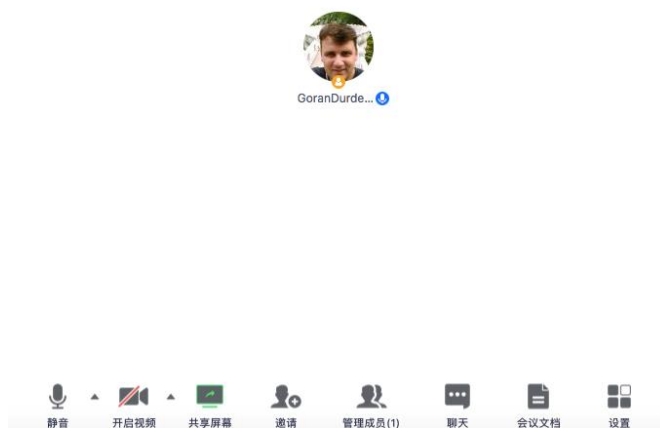 GoranDurde...
静音
开启视频
共享屏幕
邀请
管理成员(1)
聊天
会议文档
设置